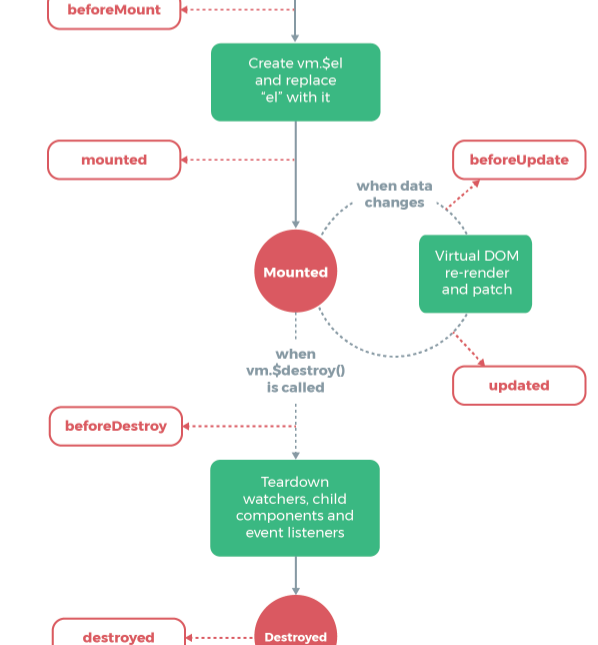 beforeMount
Create vm.$el
and replace
“el” with it
mounted
beforeUpdate
when data
changes
Virtual DOM
re-render
and patch
Mounted
when
vm.$destroy()
is called
updated
beforeDestroy
Teardown
watchers, child
components and
event listeners
destroyed
Destroyed